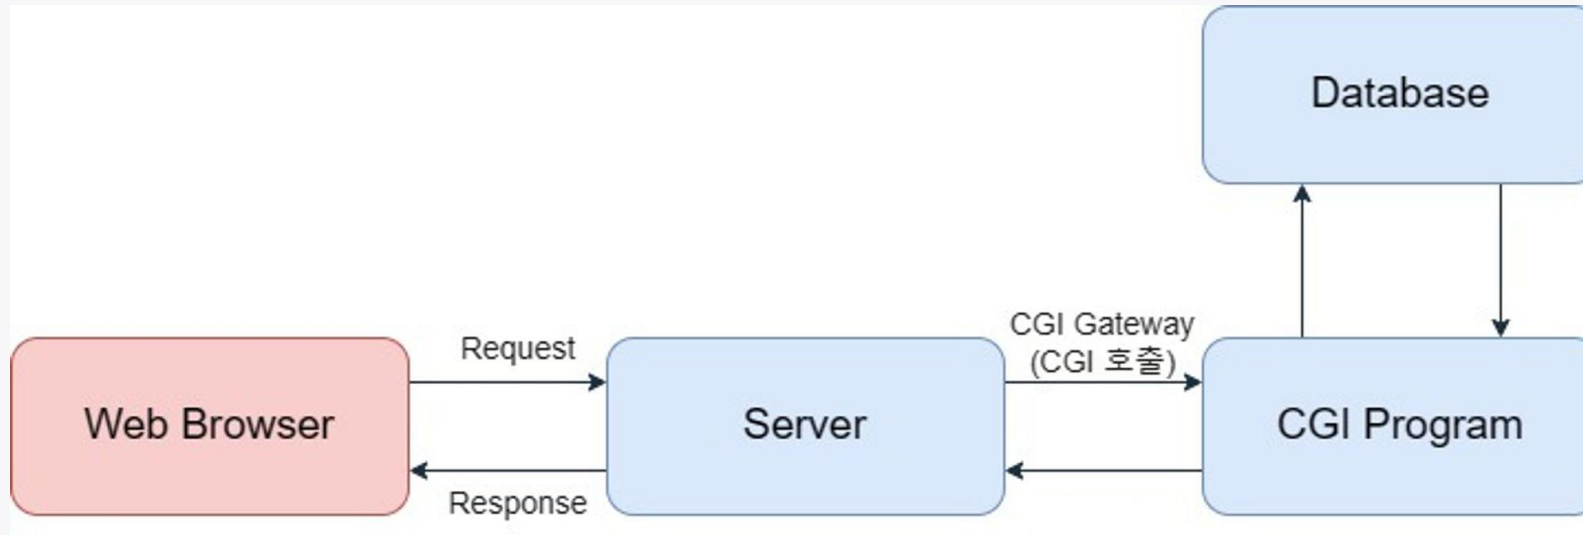 Database
CGI Gateway
(CGI 호출)
Request
Web Browser
Server
CGI Program
Response